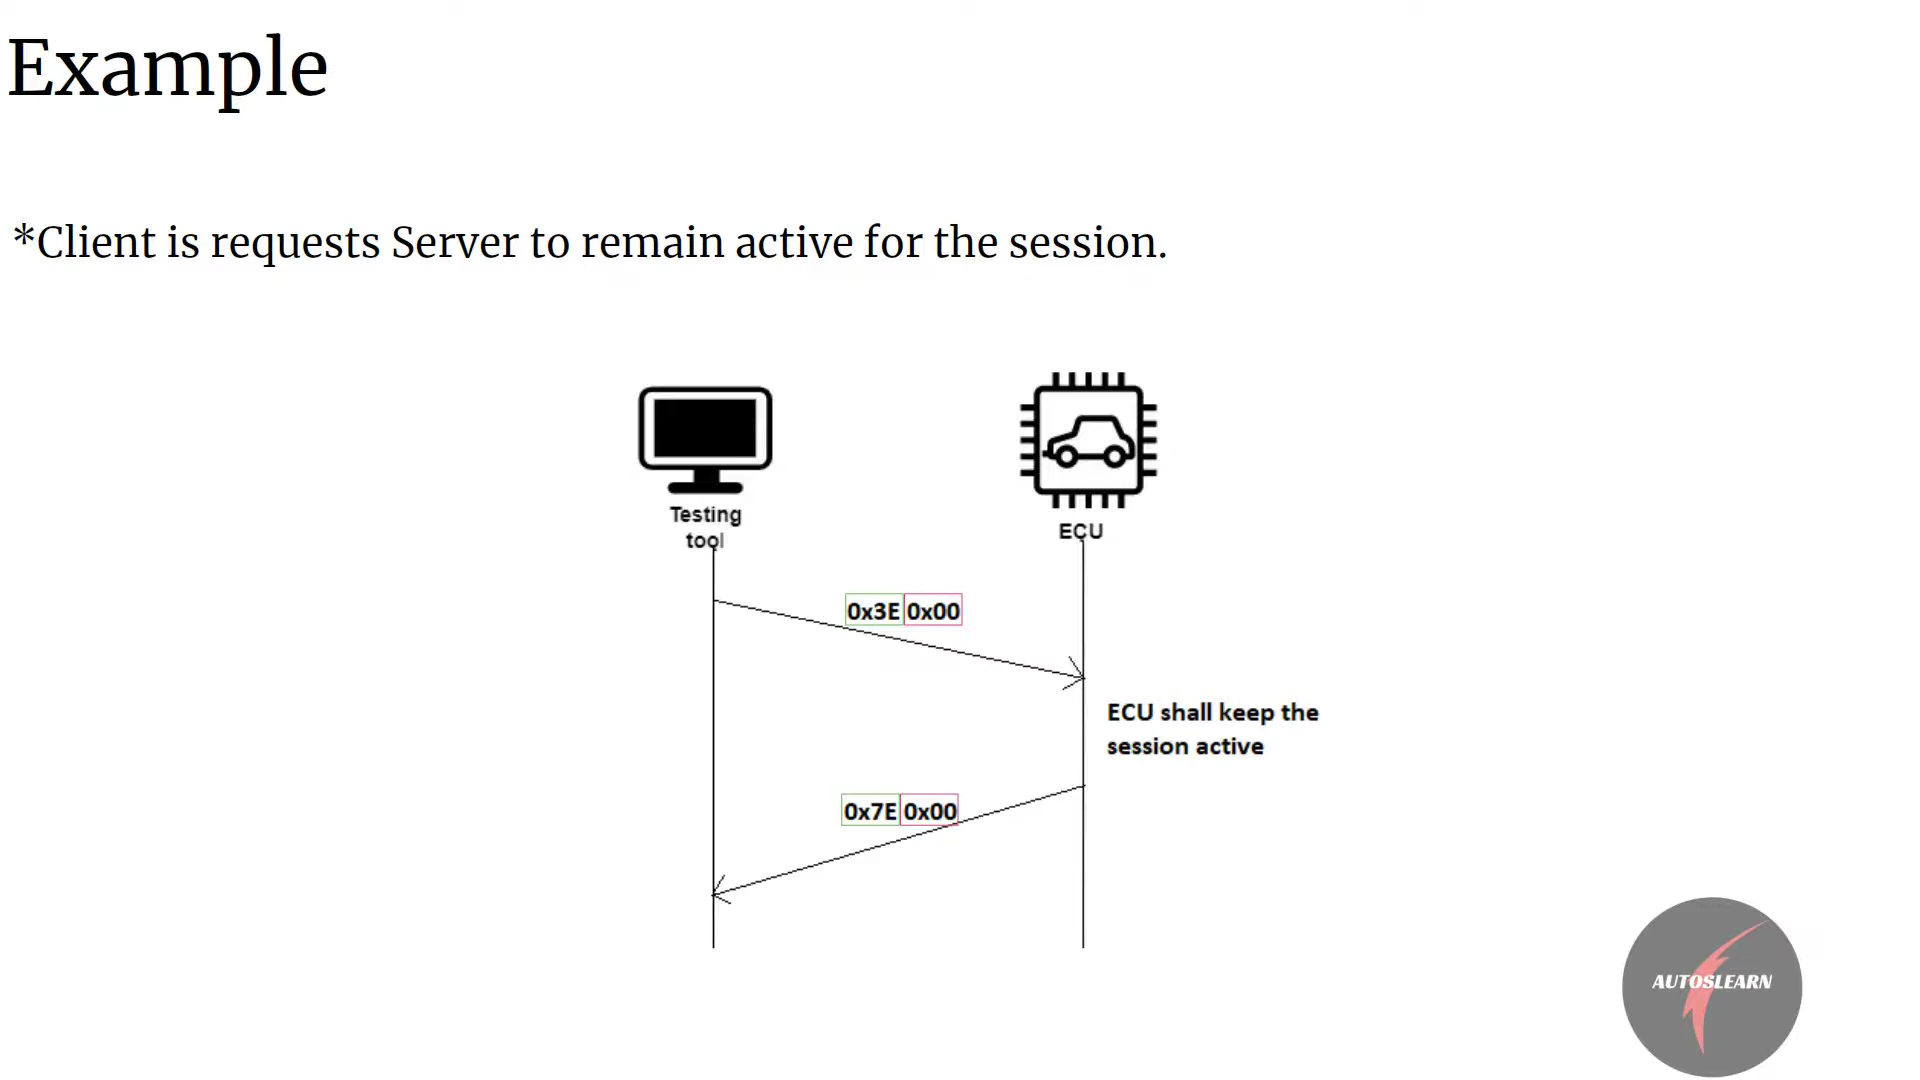 Example
*Client is requests Server to remain active for the session.
Testing
tool
ECU
0x3E 0x00
ECU shall keep the
session active
0x7E 0x00
AUTOSLEARN